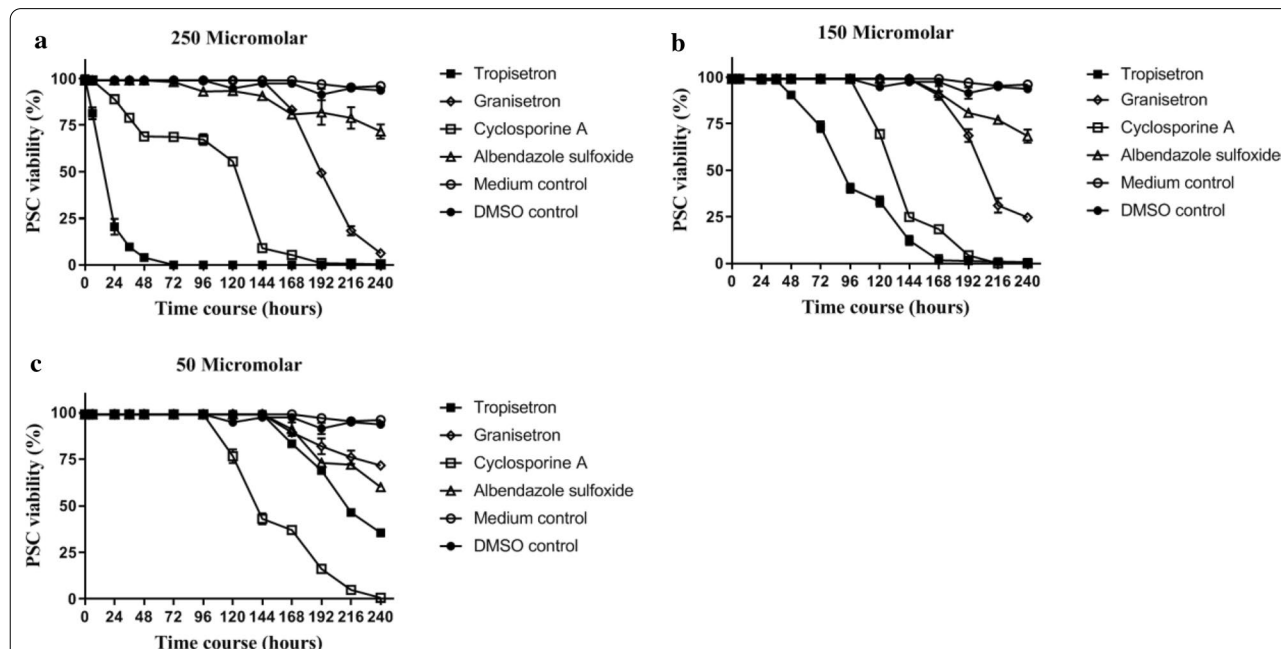 a
250 Micromolar
PSC viability (%)
100
75
50
25
0
0 24 48 72 96 120 144 168 192 216 240
Time course (hours)
Tropisetron
Granisetron
Cyclosporine A
Albendazole sulfoxide
Medium control
DMSO control
b
150 Micromolar
PSC viability (%)
100
75
50
25
0
0 24 48 72 96 120 144 168 192 216 240
Time course (hours)
Tropisetron
Granisetron
Cyclosporine A
Albendazole sulfoxide
Medium control
DMSO control
c
50 Micromolar
PSC viability (%)
100
75
50
25
0
0 24 48 72 96 120 144 168 192 216 240
Time course (hours)
Tropisetron
Granisetron
Cyclosporine A
Albendazole sulfoxide
Medium control
DMSO control